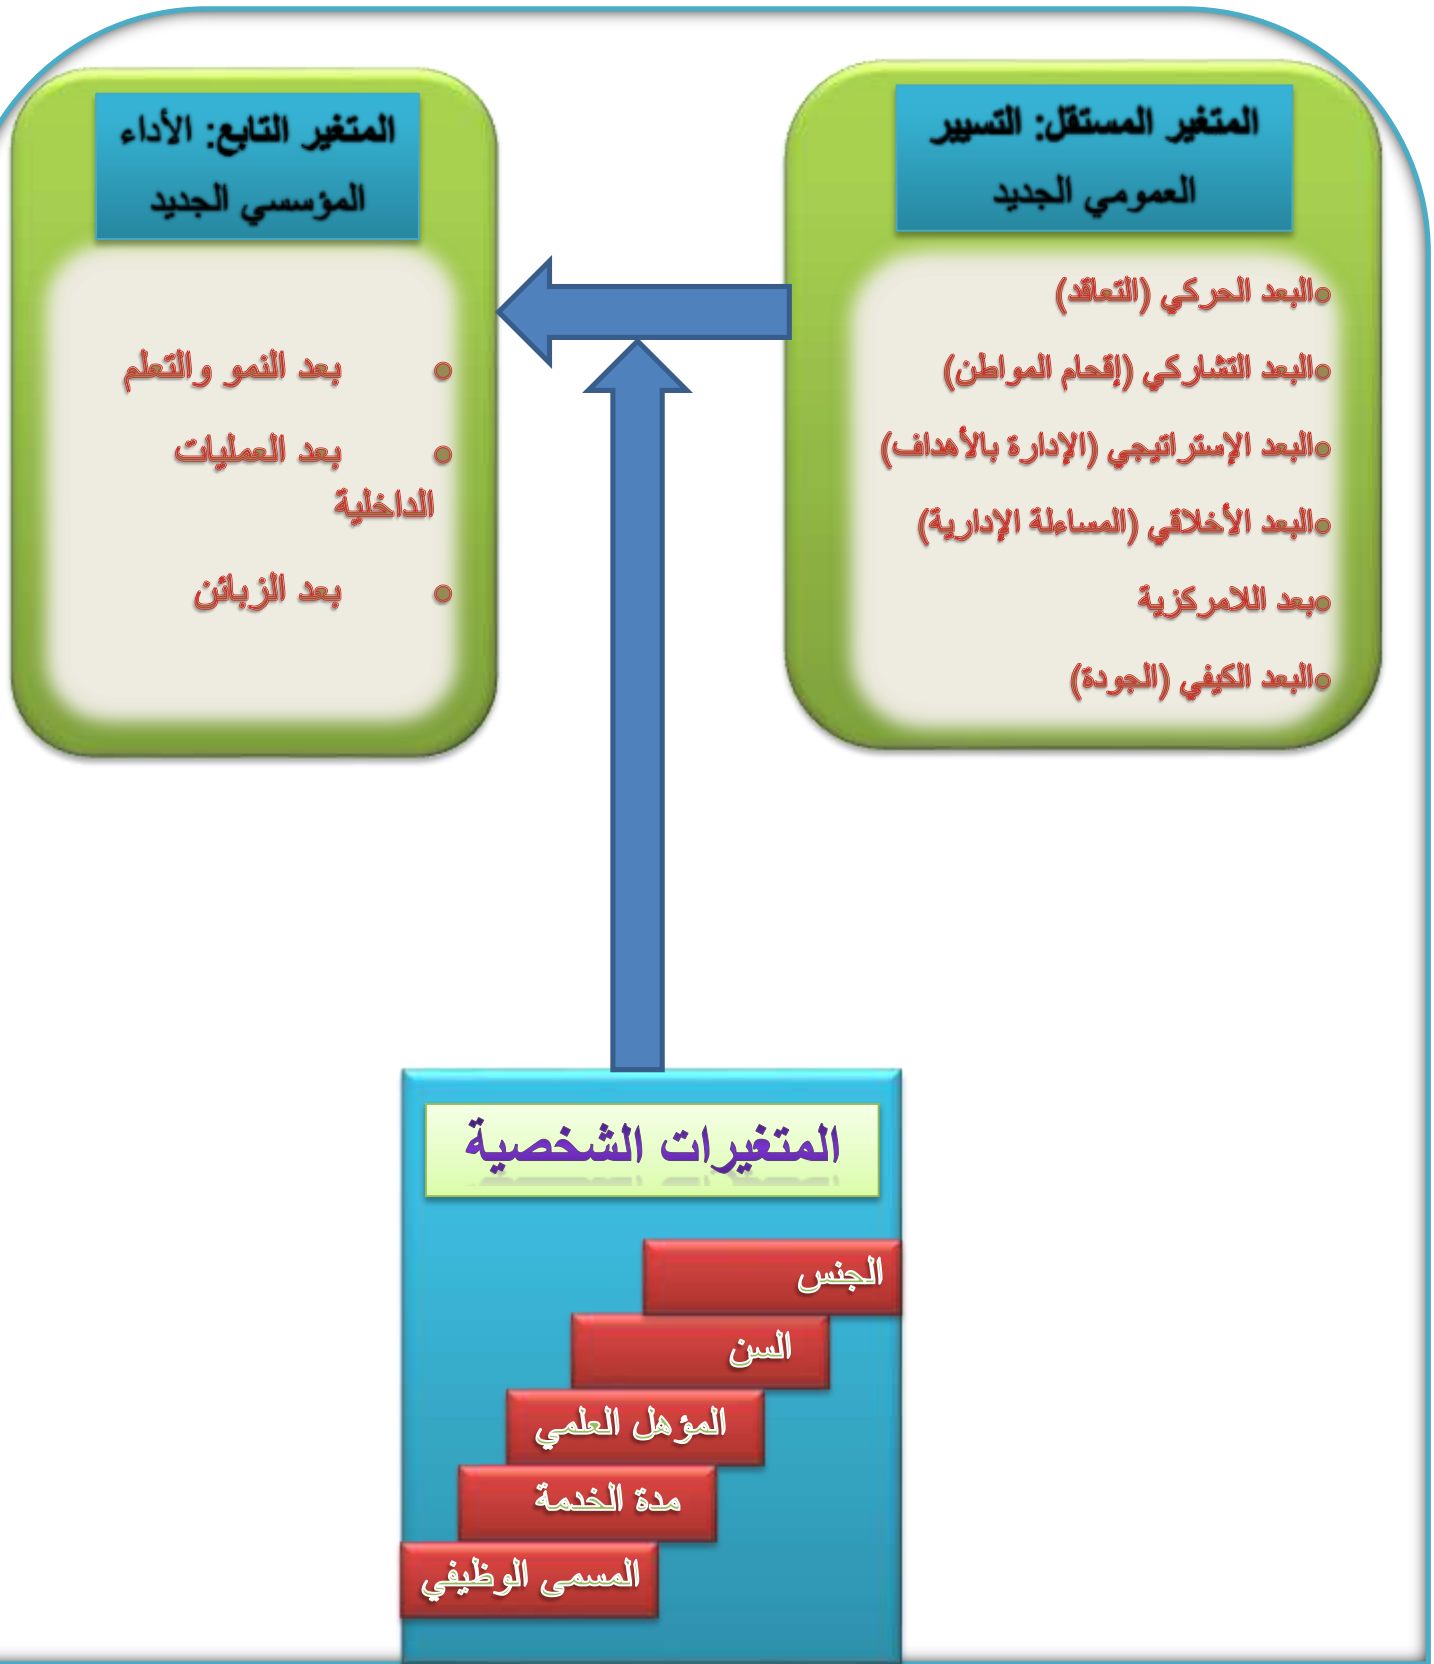 المتغير المستقل: التسيير
العمومي الجديد
البعد الحركي (التعاقد)
البعد التشاركي (إقحام المواطن)
البعد الإستراتيجي (الإدارة بالأهداف)
البعد الأخلاقي (المساءلة الإدارية)
بعد اللامركزية
البعد الكيفي (الجودة)
المتغير التابع: الأداء
المؤسسي الجديد
بعد النمو والتعلم
بعد العمليات
الداخلية
بعد الزبائن
المتغيرات الشخصية
الجنس
السن
المؤهل العلمي
مدة الخدمة
المسمى الوظيفي